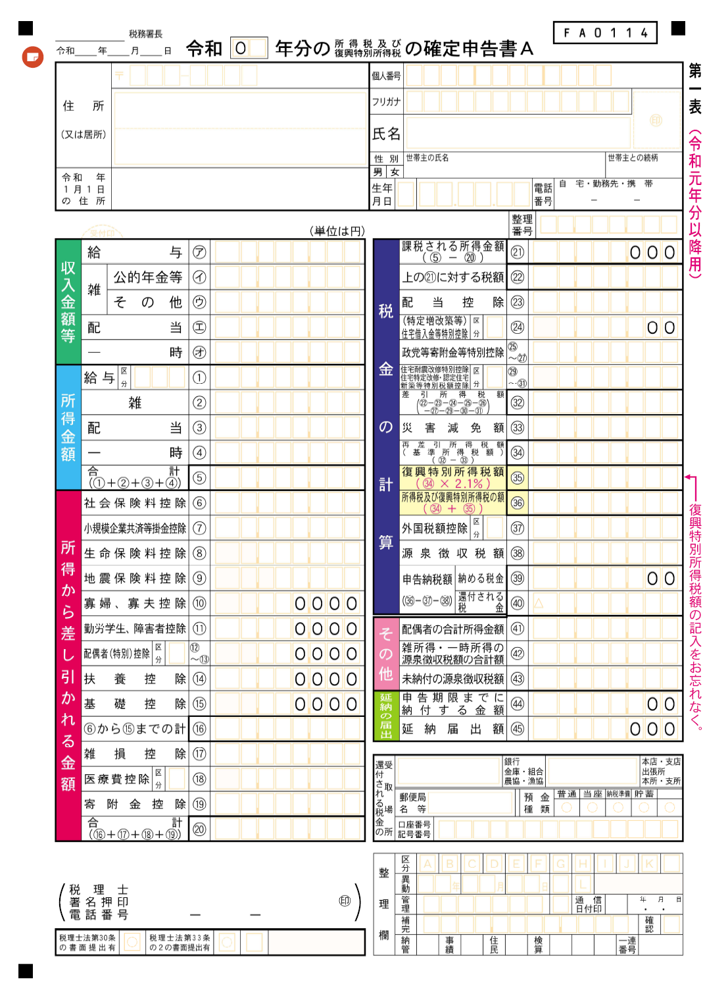 税務署長
FA0114
令和 年 月 日
令和 0 年分の 所得税及び復興特別所得税 の確定申告書A
第一表(令和元年分以降用)
住所
(又は居所)
〒
令和 年
1月1日
の住所
個人番号
フリガナ
氏名
印
性別
男 女
世帯主の氏名
世帯主との続柄
生年月日
電話番号
自宅・勤務先・携帯
整理番号
受付印
(単位は円)
収入金額等
給与 ㋐
雑 公的年金等 ㋑
その他 ㋒
配当 ㋓
一時 ㋔
所得金額
給与 区分 ①
雑 ②
配当 ③
一時 ④
合計
(①+②+③+④) ⑤
所得から差し引かれる金額
社会保険料控除 ⑥
小規模企業共済等掛金控除 ⑦
生命保険料控除 ⑧
地震保険料控除 ⑨
寡婦、寡夫控除 ⑩ 0000
勤労学生、障害者控除 ⑪ 0000
配偶者(特別)控除 区分 ⑫~⑬ 0000
扶養控除 ⑭ 0000
基礎控除 ⑮ 0000
⑥から⑮までの計 ⑯
雑損控除 ⑰
医療費控除 区分 ⑱
寄附金控除 ⑲
合計
(⑯+⑰+⑱+⑲) ⑳
税金の計算
課税される所得金額
(⑤-⑳) ㉑ 000
上の㉑に対する税額 ㉒
配当控除 ㉓
(特定増改築等)
住宅借入金等特別控除 区分 ㉔ 00
政党等寄附金等特別控除 ㉕~㉗
住宅耐震改修特別控除
住宅特定改修・認定住宅
新築等特別税額控除 区分 ㉙~㉛
差引所得税額
(㉒-㉓-㉔-㉕-㉖
-㉗-㉙-㉚-㉛) ㉜
災害減免額 ㉝
再差引所得税額
(基準所得税額)
(㉜-㉝) ㉞
復興特別所得税額
(㉞×2.1%) ㉟
所得税及び復興特別所得税の額
(㉞+㉟) ㊱
外国税額控除 区分 ㊲
源泉徴収税額 ㊳
申告納税額
(㊱-㊲-㊳)
納める税金 ㊴ 00
還付される税金 ㊵ △
その他
配偶者の合計所得金額 ㊶
雑所得・一時所得の
源泉徴収税額の合計額 ㊷
未納付の源泉徴収税額 ㊸
延納の届出
申告期限までに
納付する金額 ㊹ 00
延納届出額 ㊺ 000
復興特別所得税額の記入をお忘れなく。
還付される税金の受取場所
銀行
金庫・組合
農協・漁協
本店・支店
出張所
本所・支所
郵便局
名等
預金種類
普通 当座 納税準備 貯蓄
口座番号
記号番号
整理欄
区分 A B C D E F G H I J K
異動 年 月 日 L
管理
通信日付印
年 月 日
補完
確認
納管 事績 住民 検算 一連番号
税理士
署名押印
電話番号
印
税理士法第30条
の書面提出有
税理士法第33条
の2の書面提出有